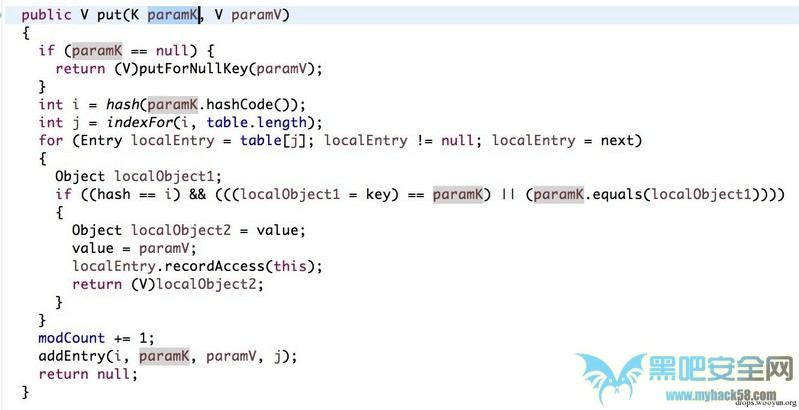 public V put(K paramK, V paramV)
{
if (paramK == null) {
return (V)putForNullKey(paramV);
}
int i = hash(paramK.hashCode());
int j = indexFor(i, table.length);
for (Entry localEntry = table[j]; localEntry != null; localEntry = next)
{
Object localObject1;
if ((hash == i) && (((localObject1 = key) == paramK) || (paramK.equals(localObject1))))
{
Object localObject2 = value;
value = paramV;
localEntry.recordAccess(this);
return (V)localObject2;
}
}
modCount += 1;
addEntry(i, paramK, paramV, j);
return null;
}
黑吧安全网
www.myhack58.com
drops.wooyun.org